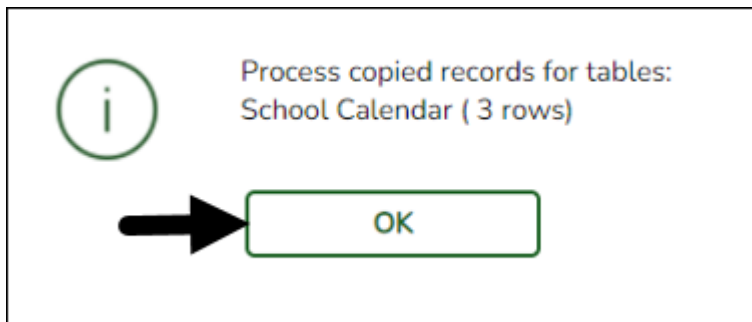 Process copied records for tables:
School Calendar ( 3 rows)
OK